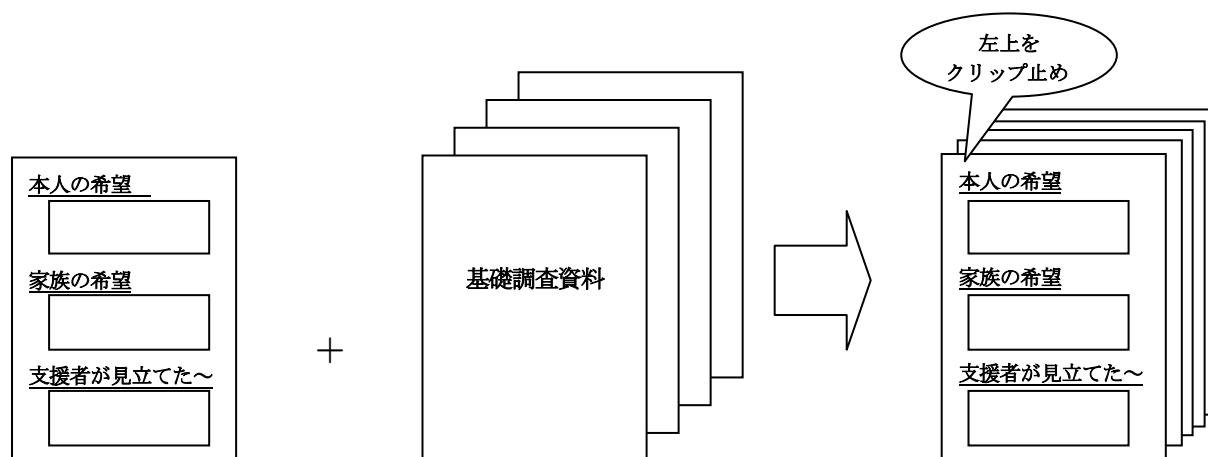 左上を
クリップ止め
本人の希望
家族の希望
支援者が見立てた～
+
基礎調査資料
本人の希望
家族の希望
支援者が見立てた～